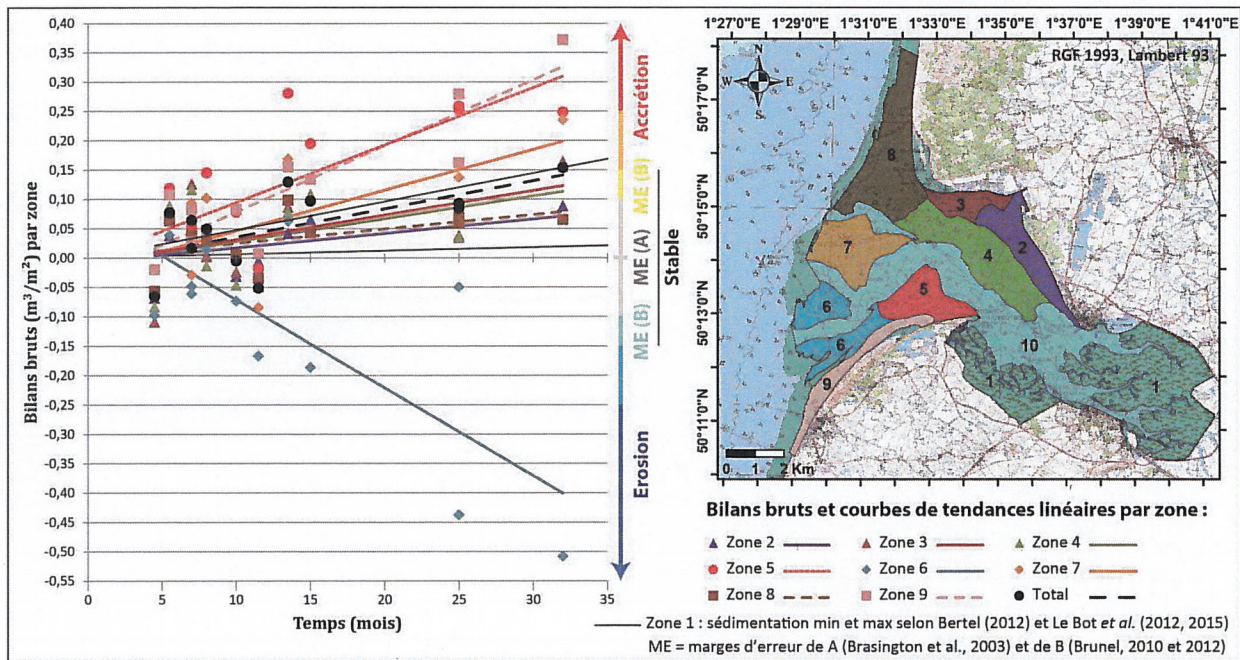 0,40
0,35
0,30
0,25
0,20
0,15
0,10
0,05
0,00
-0,05
-0,10
-0,15
-0,20
-0,25
-0,30
-0,35
-0,40
-0,45
-0,50
-0,55
Bilans bruts (m³/m²) par zone
0 5 10 15 20 25 30 35
Temps (mois)
Accrétion
ME (B)
ME (A)
ME (B)
Stable
Erosion
1°27'0"E 1°29'0"E 1°31'0"E 1°33'0"E 1°35'0"E 1°37'0"E 1°39'0"E 1°41'0"E
RGF 1993, Lambert 93
N
W E
S
50°17'0"N
50°15'0"N
50°13'0"N
50°11'0"N
8
3
2
7
4
5
6
6
10
9
1
1
0 1 2 Km
Bilans bruts et courbes de tendances linéaires par zone :
Zone 2 Zone 3 Zone 4
Zone 5 Zone 6 Zone 7
Zone 8 Zone 9 Total
Zone 1 : sédimentation min et max selon Bertel (2012) et Le Bot et al. (2012, 2015)
ME = marges d'erreur de A (Brasington et al., 2003) et de B (Brunel, 2010 et 2012)